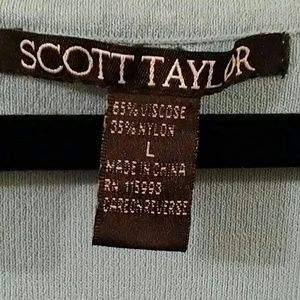 SCOTT TAYLOR
65% VISCOSE
35% NYLON
L
MADE IN CHINA
RN 115993
CARE ON REVERSE